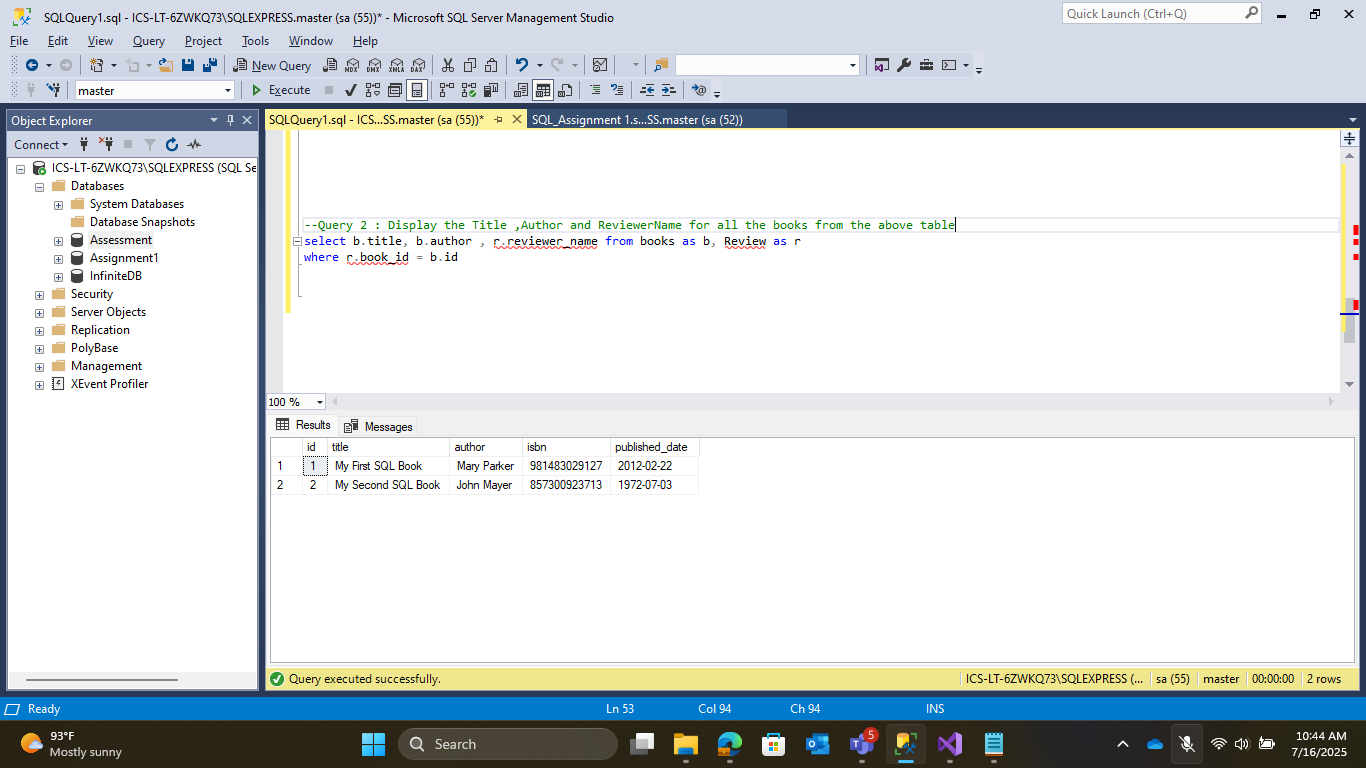 SQLQuery1.sql - ICS-LT-6ZWKQ73\SQLEXPRESS.master (sa (55))* - Microsoft SQL Server Management Studio
Quick Launch (Ctrl+Q)
File Edit View Query Project Tools Window Help
New Query MDX DMX XMLA DAX
master Execute
Object Explorer
SQLQuery1.sql - ICS...SS.master (sa (55))* SQL_Assignment 1.s...SS.master (sa (52))
Connect
ICS-LT-6ZWKQ73\SQLEXPRESS (SQL Se
Databases
System Databases
Database Snapshots
Assessment
Assignment1
InfiniteDB
Security
Server Objects
Replication
PolyBase
Management
XEvent Profiler
--Query 2 : Display the Title ,Author and ReviewerName for all the books from the above table
select b.title, b.author , r.reviewer_name from books as b, Review as r
where r.book_id = b.id
100 %
Results Messages
id title author isbn published_date
1 1 My First SQL Book Mary Parker 981483029127 2012-02-22
2 2 My Second SQL Book John Mayer 857300923713 1972-07-03
Query executed successfully. ICS-LT-6ZWKQ73\SQLEXPRESS (... sa (55) master 00:00:00 2 rows
Ready Ln 53 Col 94 Ch 94 INS
93°F
Mostly sunny
Search
5
10:44 AM
7/16/2025